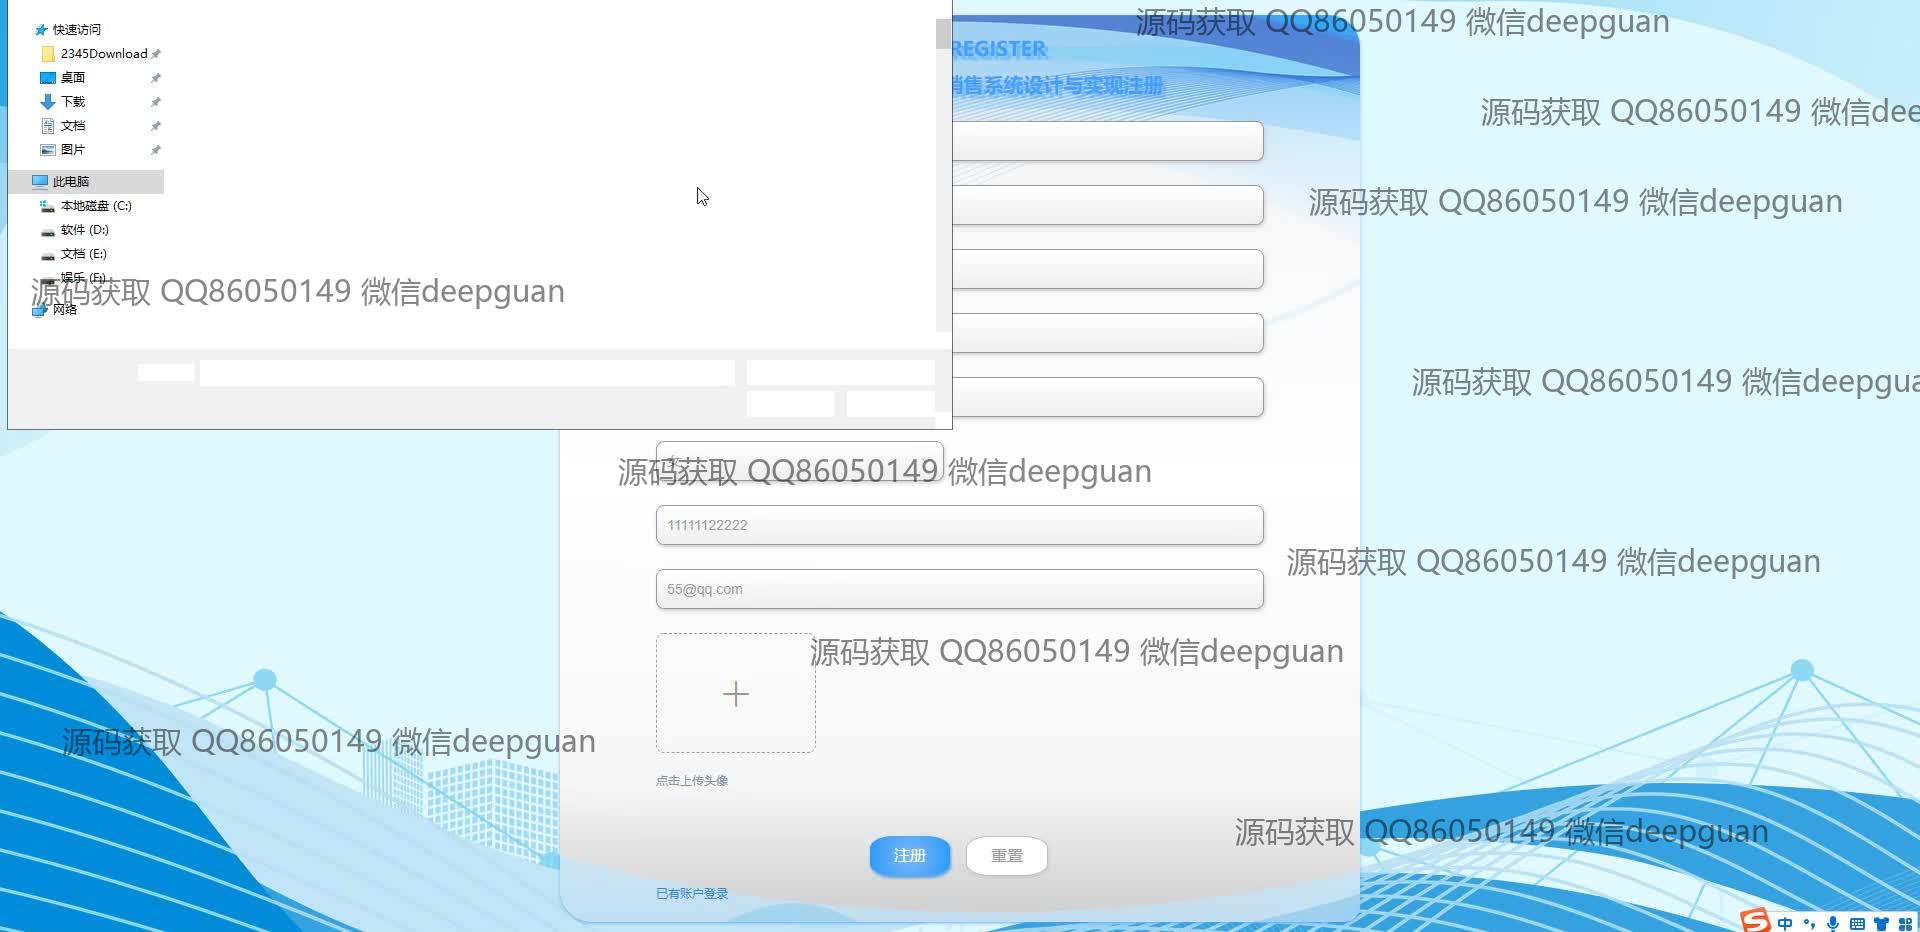 快速访问
2345Download
桌面
下载
文档
图片
此电脑
本地磁盘 (C:)
软件 (D:)
文档 (E:)
娱乐 (F:)
网络
REGISTER
销售系统设计与实现注册
11111122222
55@qq.com
点击上传头像
注册
重置
已有账户登录
中
源码获取 QQ86050149 微信deepguan
源码获取 QQ86050149 微信dee
源码获取 QQ86050149 微信deepguan
源码获取 QQ86050149 微信deepguan
源码获取 QQ86050149 微信deepgua
源码获取 QQ86050149 微信deepguan
源码获取 QQ86050149 微信deepguan
源码获取 QQ86050149 微信deepguan
源码获取 QQ86050149 微信deepguan
源码获取 QQ86050149 微信deepguan